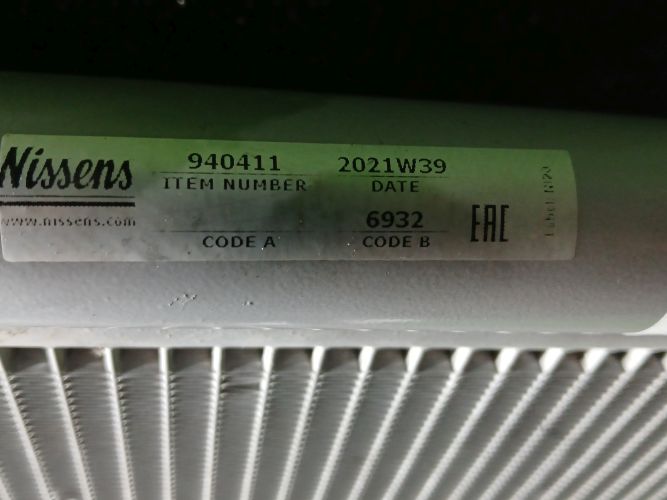 Nissens
940411
2021W39
ITEM NUMBER
DATE
www.nissens.com
6932
CODE A
CODE B
EAC